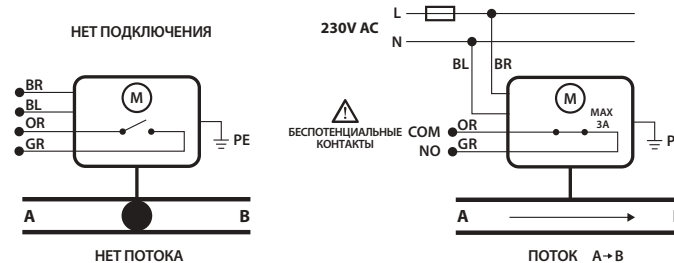 НЕТ ПОДКЛЮЧЕНИЯ
BR
BL
OR
GR
M
PE
A
B
НЕТ ПОТОКА
230V AC
L
N
BL
BR
M
MAX
3A
БЕСПОТЕНЦИАЛЬНЫЕ
КОНТАКТЫ
COM
OR
NO
GR
P
A
ПОТОК A→B